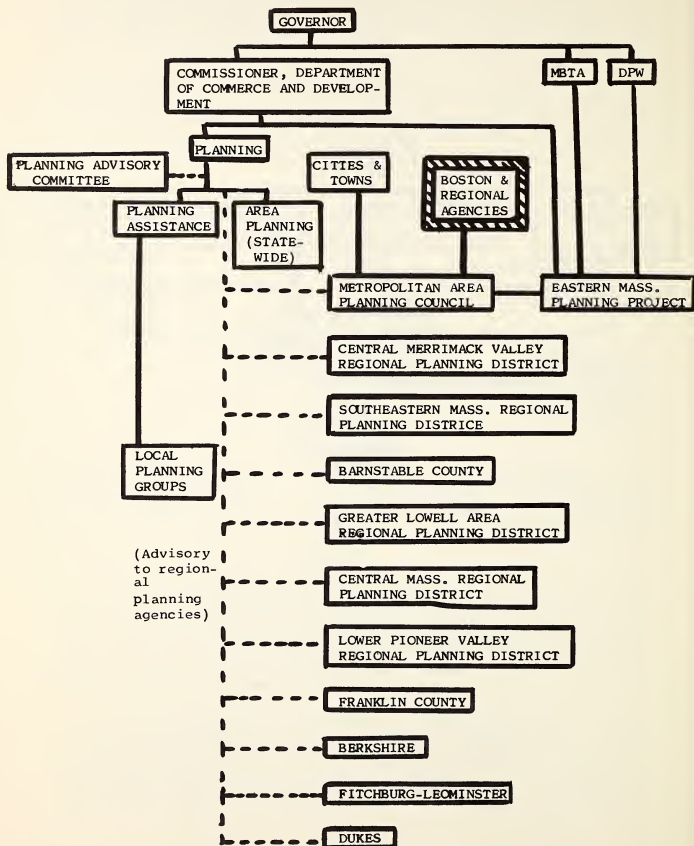 GOVERNOR
COMMISSIONER, DEPARTMENT
OF COMMERCE AND DEVELOP-
MENT
MBTA
DPW
PLANNING
PLANNING ADVISORY
COMMITTEE
CITTES &
TOWNS
BOSTON &
REGIONAL
AGENCIES
PLANNING
ASSISTANCE
AREA
PLANNING
(STATE-
WIDE)
METROPOLITAN AREA
PLANNING COUNCIL
EASTERN MASS.
PLANNING PROJECT
CENTRAL MERRIMACK VALLEY
REGIONAL PLANNING DISTRICT
SOUTHEASTERN MASS. REGIONAL
PLANNING DISTRICE
LOCAL
PLANNING
GROUPS
BARNSTABLE COUNTY
GREATER LOWELL AREA
REGIONAL PLANNING DISTRICT
(Advisory
to region-
al
planning
agencies)
CENTRAL MASS. REGIONAL
PLANNING DISTRICT
LOWER PIONEER VALLEY
REGIONAL PLANNING DISTRICT
FRANKLIN COUNTY
BERKSHIRE
FITCHBURG-LEOMINSTER
DUKES